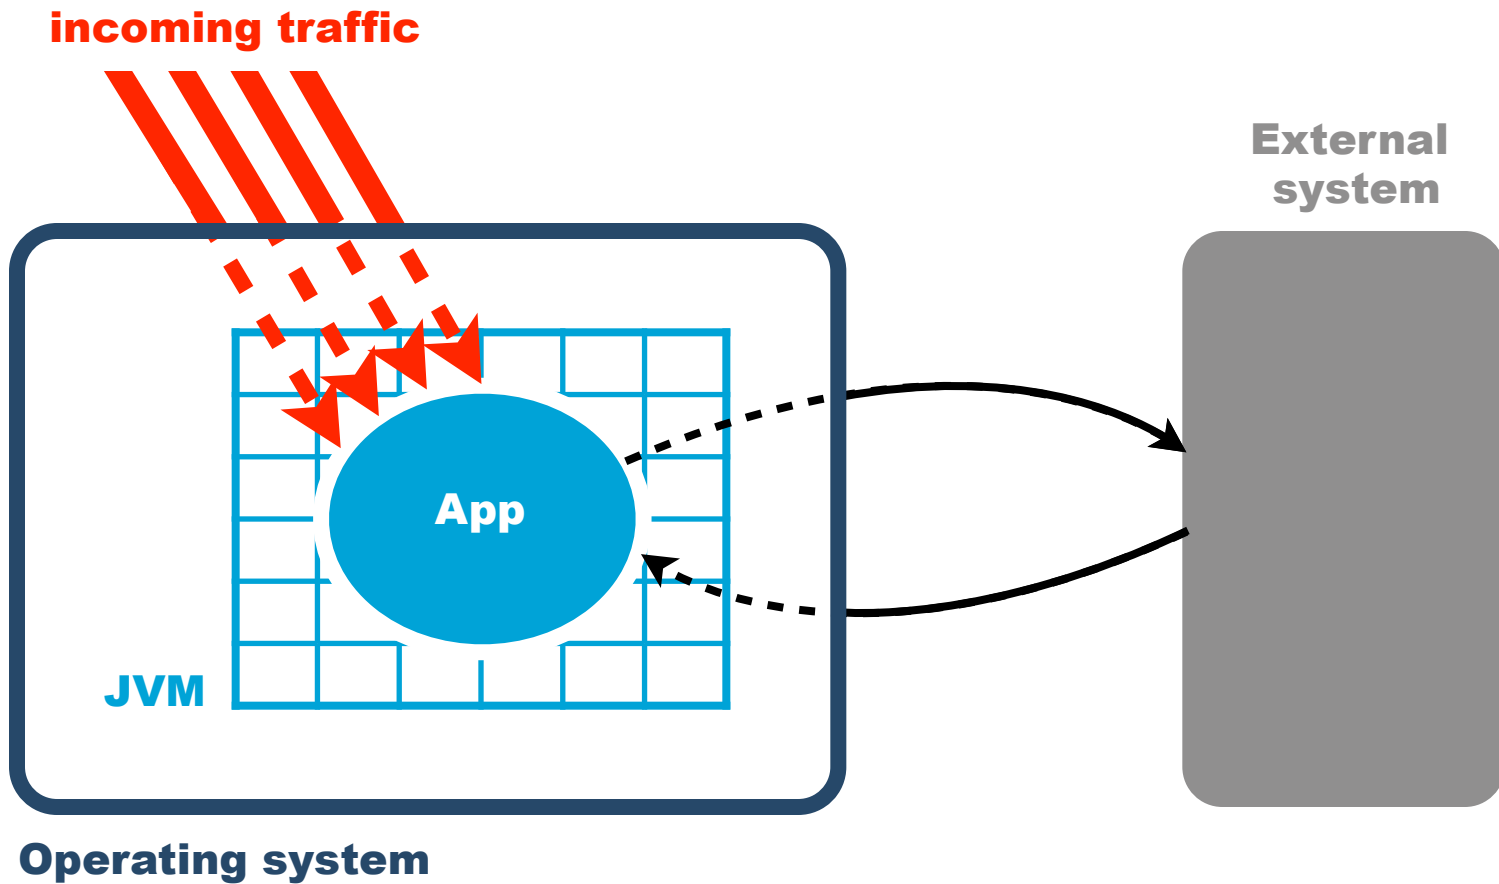 incoming traffic
External
system
App
JVM
Operating system